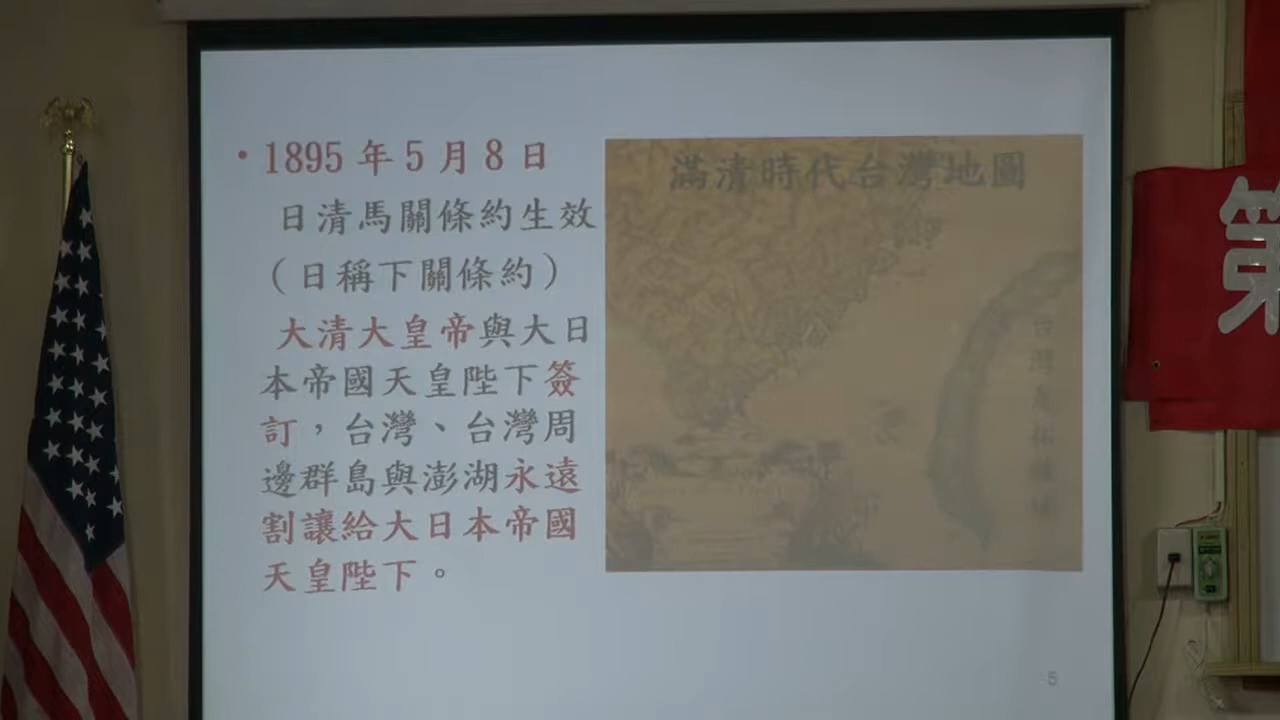 • 1895 年 5 月 8 日
日清馬關條約生效
（日稱下關條約）
大清大皇帝與大日
本帝國天皇陛下簽
訂，台灣、台灣周
邊群島與澎湖永遠
割讓給大日本帝國
天皇陛下。
滿清時代台灣地圖
5
第